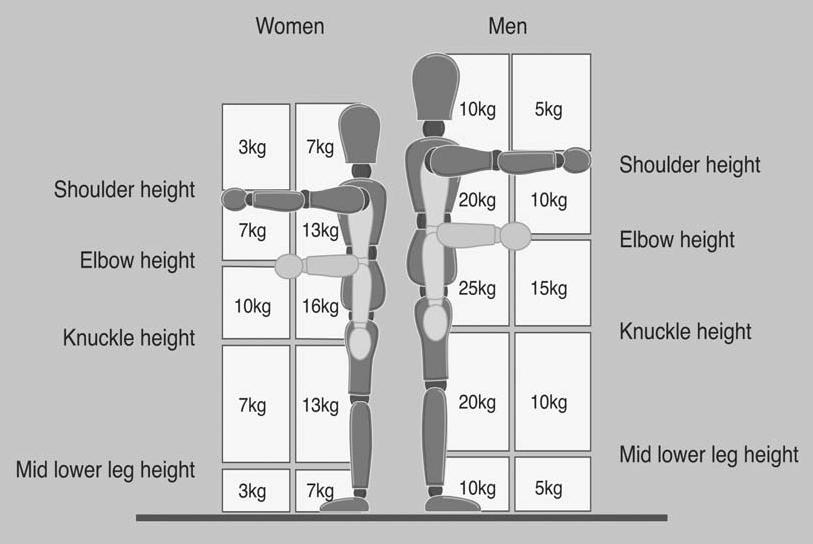 Women
Men
10kg 5kg
3kg 7kg
Shoulder height
Shoulder height
20kg 10kg
7kg 13kg
Elbow height
Elbow height
25kg 15kg
10kg 16kg
Knuckle height
Knuckle height
7kg 13kg
20kg 10kg
Mid lower leg height
Mid lower leg height
3kg 7kg
10kg 5kg